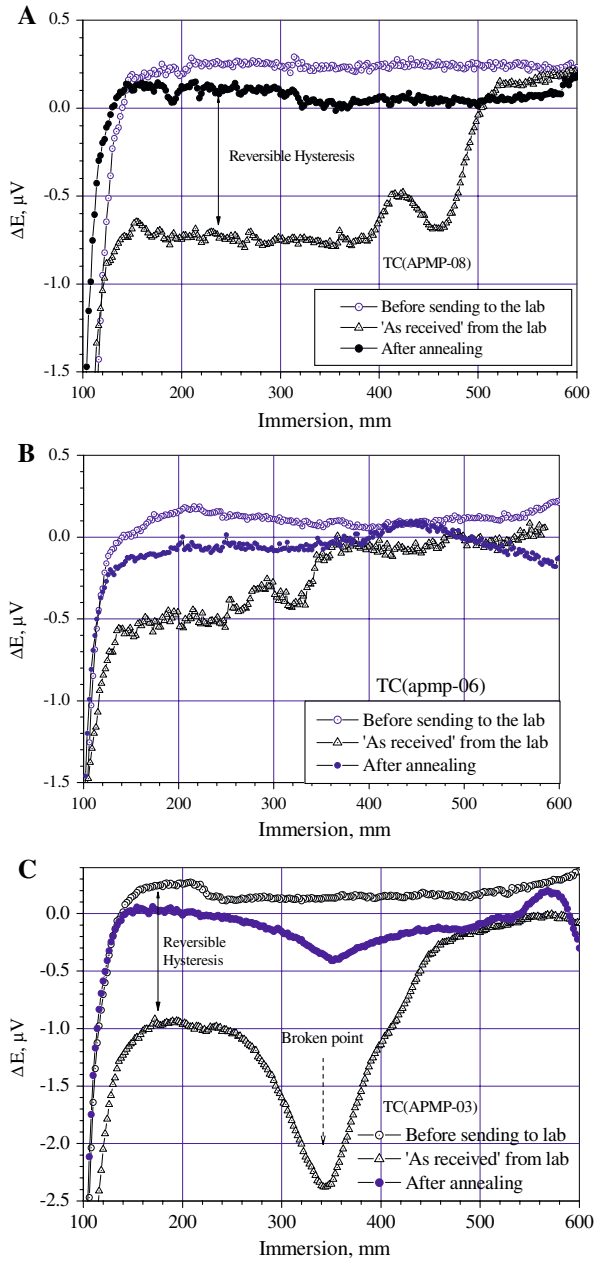 A
0.5
0.0
-0.5
-1.0
-1.5
ΔE, μV
Reversible Hysteresis
TC(APMP-08)
Before sending to the lab
'As received' from the lab
After annealing
100 200 300 400 500 600
Immersion, mm
B
0.5
0.0
-0.5
-1.0
-1.5
ΔE, μV
TC(apmp-06)
Before sending to the lab
'As received' from the lab
After annealing
100 200 300 400 500 600
Immersion, mm
C
0.0
-0.5
-1.0
-1.5
-2.0
-2.5
ΔE, μV
Reversible
Hysteresis
Broken point
TC(APMP-03)
Before sending to lab
'As received' from lab
After annealing
100 200 300 400 500 600
Immersion, mm